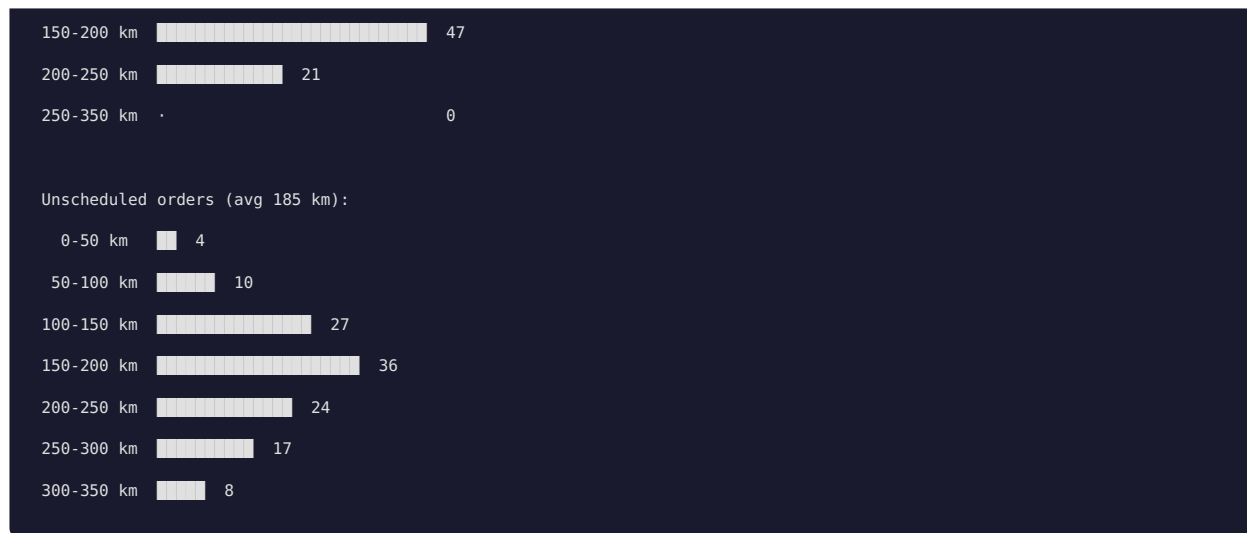 150-200 km ████████████████████████████ 47
200-250 km █████████████ 21
250-350 km · 0
Unscheduled orders (avg 185 km):
0-50 km ██ 4
50-100 km ██████ 10
100-150 km ████████████████ 27
150-200 km █████████████████████ 36
200-250 km ██████████████ 24
250-300 km ██████████ 17
300-350 km █████ 8